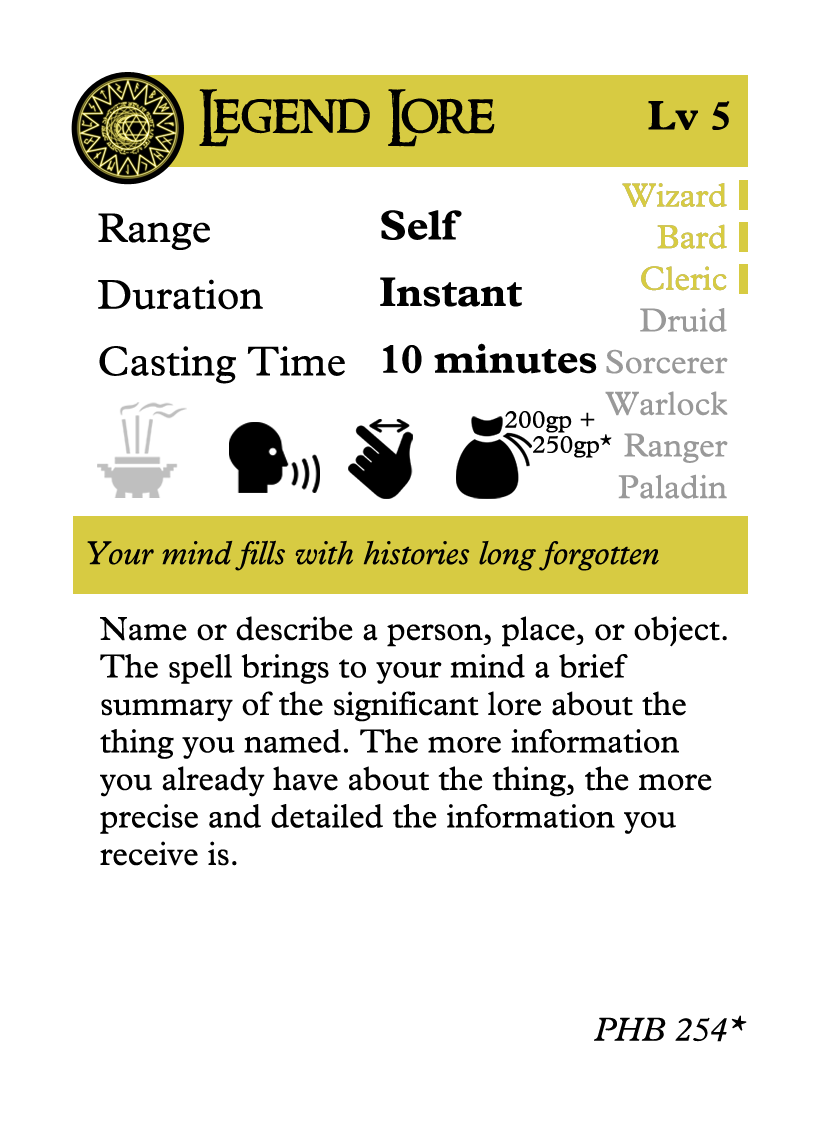 Legend Lore
Lv 5
Wizard
Bard
Cleric
Druid
Sorcerer
Warlock
Ranger
Paladin
Range Self
Duration Instant
Casting Time 10 minutes
200gp +
250gp*
Your mind fills with histories long forgotten
Name or describe a person, place, or object.
The spell brings to your mind a brief
summary of the significant lore about the
thing you named. The more information
you already have about the thing, the more
precise and detailed the information you
receive is.
PHB 254*